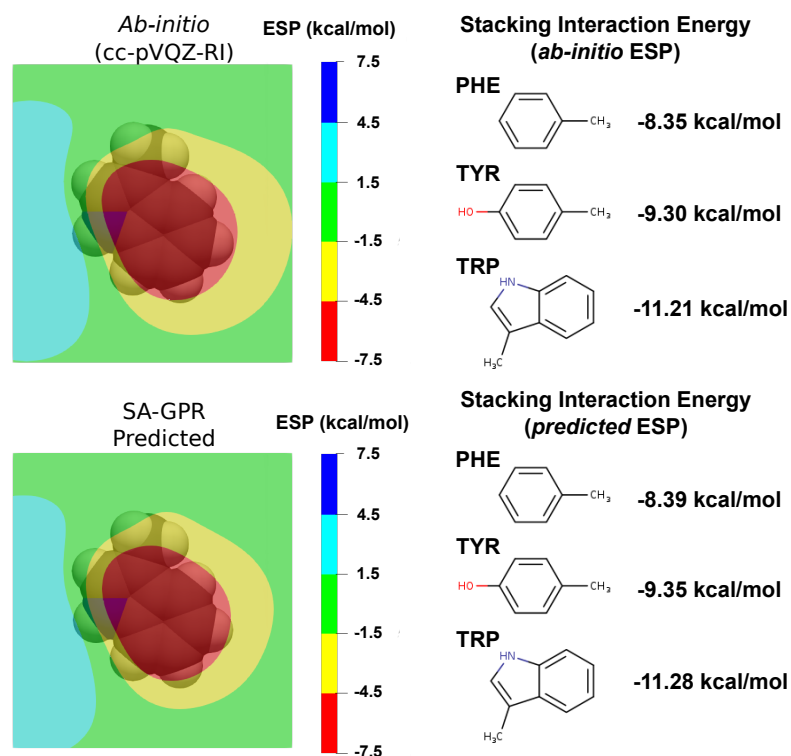 Ab-initio
(cc-pVQZ-RI)
ESP (kcal/mol)
7.5
4.5
1.5
-1.5
-4.5
-7.5
Stacking Interaction Energy
(ab-initio ESP)
PHE
CH3
-8.35 kcal/mol
TYR
HO
CH3
-9.30 kcal/mol
TRP
HN
H3C
-11.21 kcal/mol
SA-GPR
Predicted
ESP (kcal/mol)
7.5
4.5
1.5
-1.5
-4.5
-7.5
Stacking Interaction Energy
(predicted ESP)
PHE
CH3
-8.39 kcal/mol
TYR
HO
CH3
-9.35 kcal/mol
TRP
HN
H3C
-11.28 kcal/mol